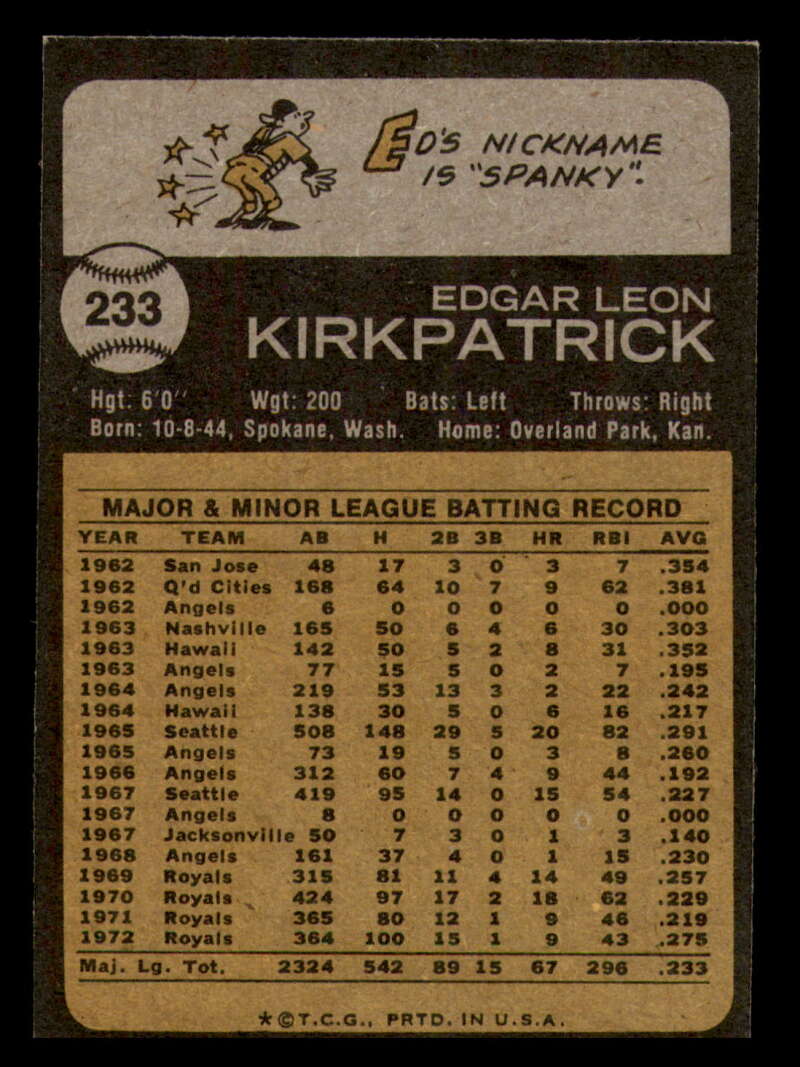 ED'S NICKNAME
IS "SPANKY".
233
EDGAR LEON
KIRKPATRICK
Hgt: 6'0" Wgt: 200 Bats: Left Throws: Right
Born: 10-8-44, Spokane, Wash. Home: Overland Park, Kan.
MAJOR & MINOR LEAGUE BATTING RECORD
YEAR TEAM AB H 2B 3B HR RBI AVG
1962 San Jose 48 17 3 0 3 7 .354
1962 Q'd Cities 168 64 10 7 9 62 .381
1962 Angels 6 0 0 0 0 0 .000
1963 Nashville 165 50 6 4 6 30 .303
1963 Hawaii 142 50 5 2 8 31 .352
1963 Angels 77 15 5 0 2 7 .195
1964 Angels 219 53 13 3 2 22 .242
1964 Hawaii 138 30 5 0 6 16 .217
1965 Seattle 508 148 29 5 20 82 .291
1965 Angels 73 19 5 0 3 8 .260
1966 Angels 312 60 7 4 9 44 .192
1967 Seattle 419 95 14 0 15 54 .227
1967 Angels 8 0 0 0 0 0 .000
1967 Jacksonville 50 7 3 0 1 3 .140
1968 Angels 161 37 4 0 1 15 .230
1969 Royals 315 81 11 4 14 49 .257
1970 Royals 424 97 17 2 18 62 .229
1971 Royals 365 80 12 1 9 46 .219
1972 Royals 364 100 15 1 9 43 .275
Maj. Lg. Tot. 2324 542 89 15 67 296 .233
*©T.C.G., PRTD. IN U.S.A.